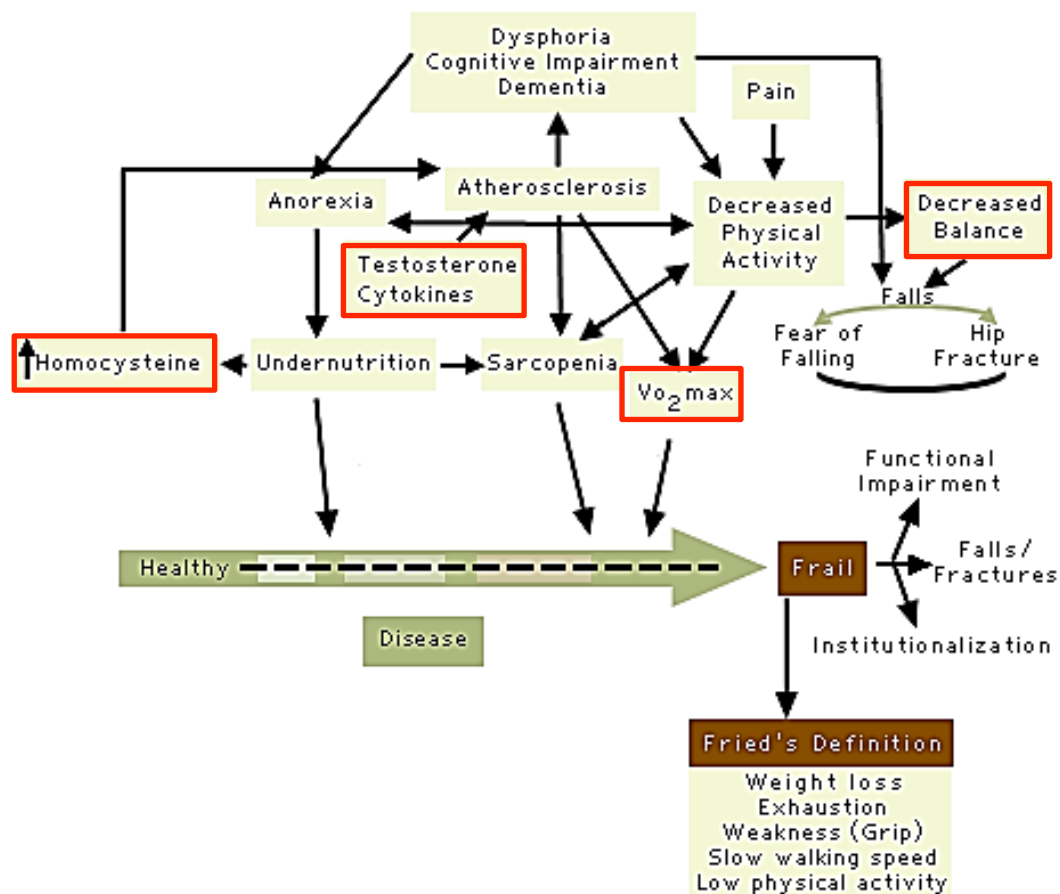 Dysphoria
Cognitive Impairment
Dementia
Pain
Anorexia
Atherosclerosis
Decreased
Physical
Activity
Decreased
Balance
Testosterone
Cytokines
Falls
Fear of
Falling
Hip
Fracture
Homocysteine
Undernutrition
Sarcopenia
Vo2max
Functional
Impairment
Healthy
Frail
Falls/
Fractures
Disease
Institutionalization
Fried's Definition
Weight loss
Exhaustion
Weakness (Grip)
Slow walking speed
Low physical activity